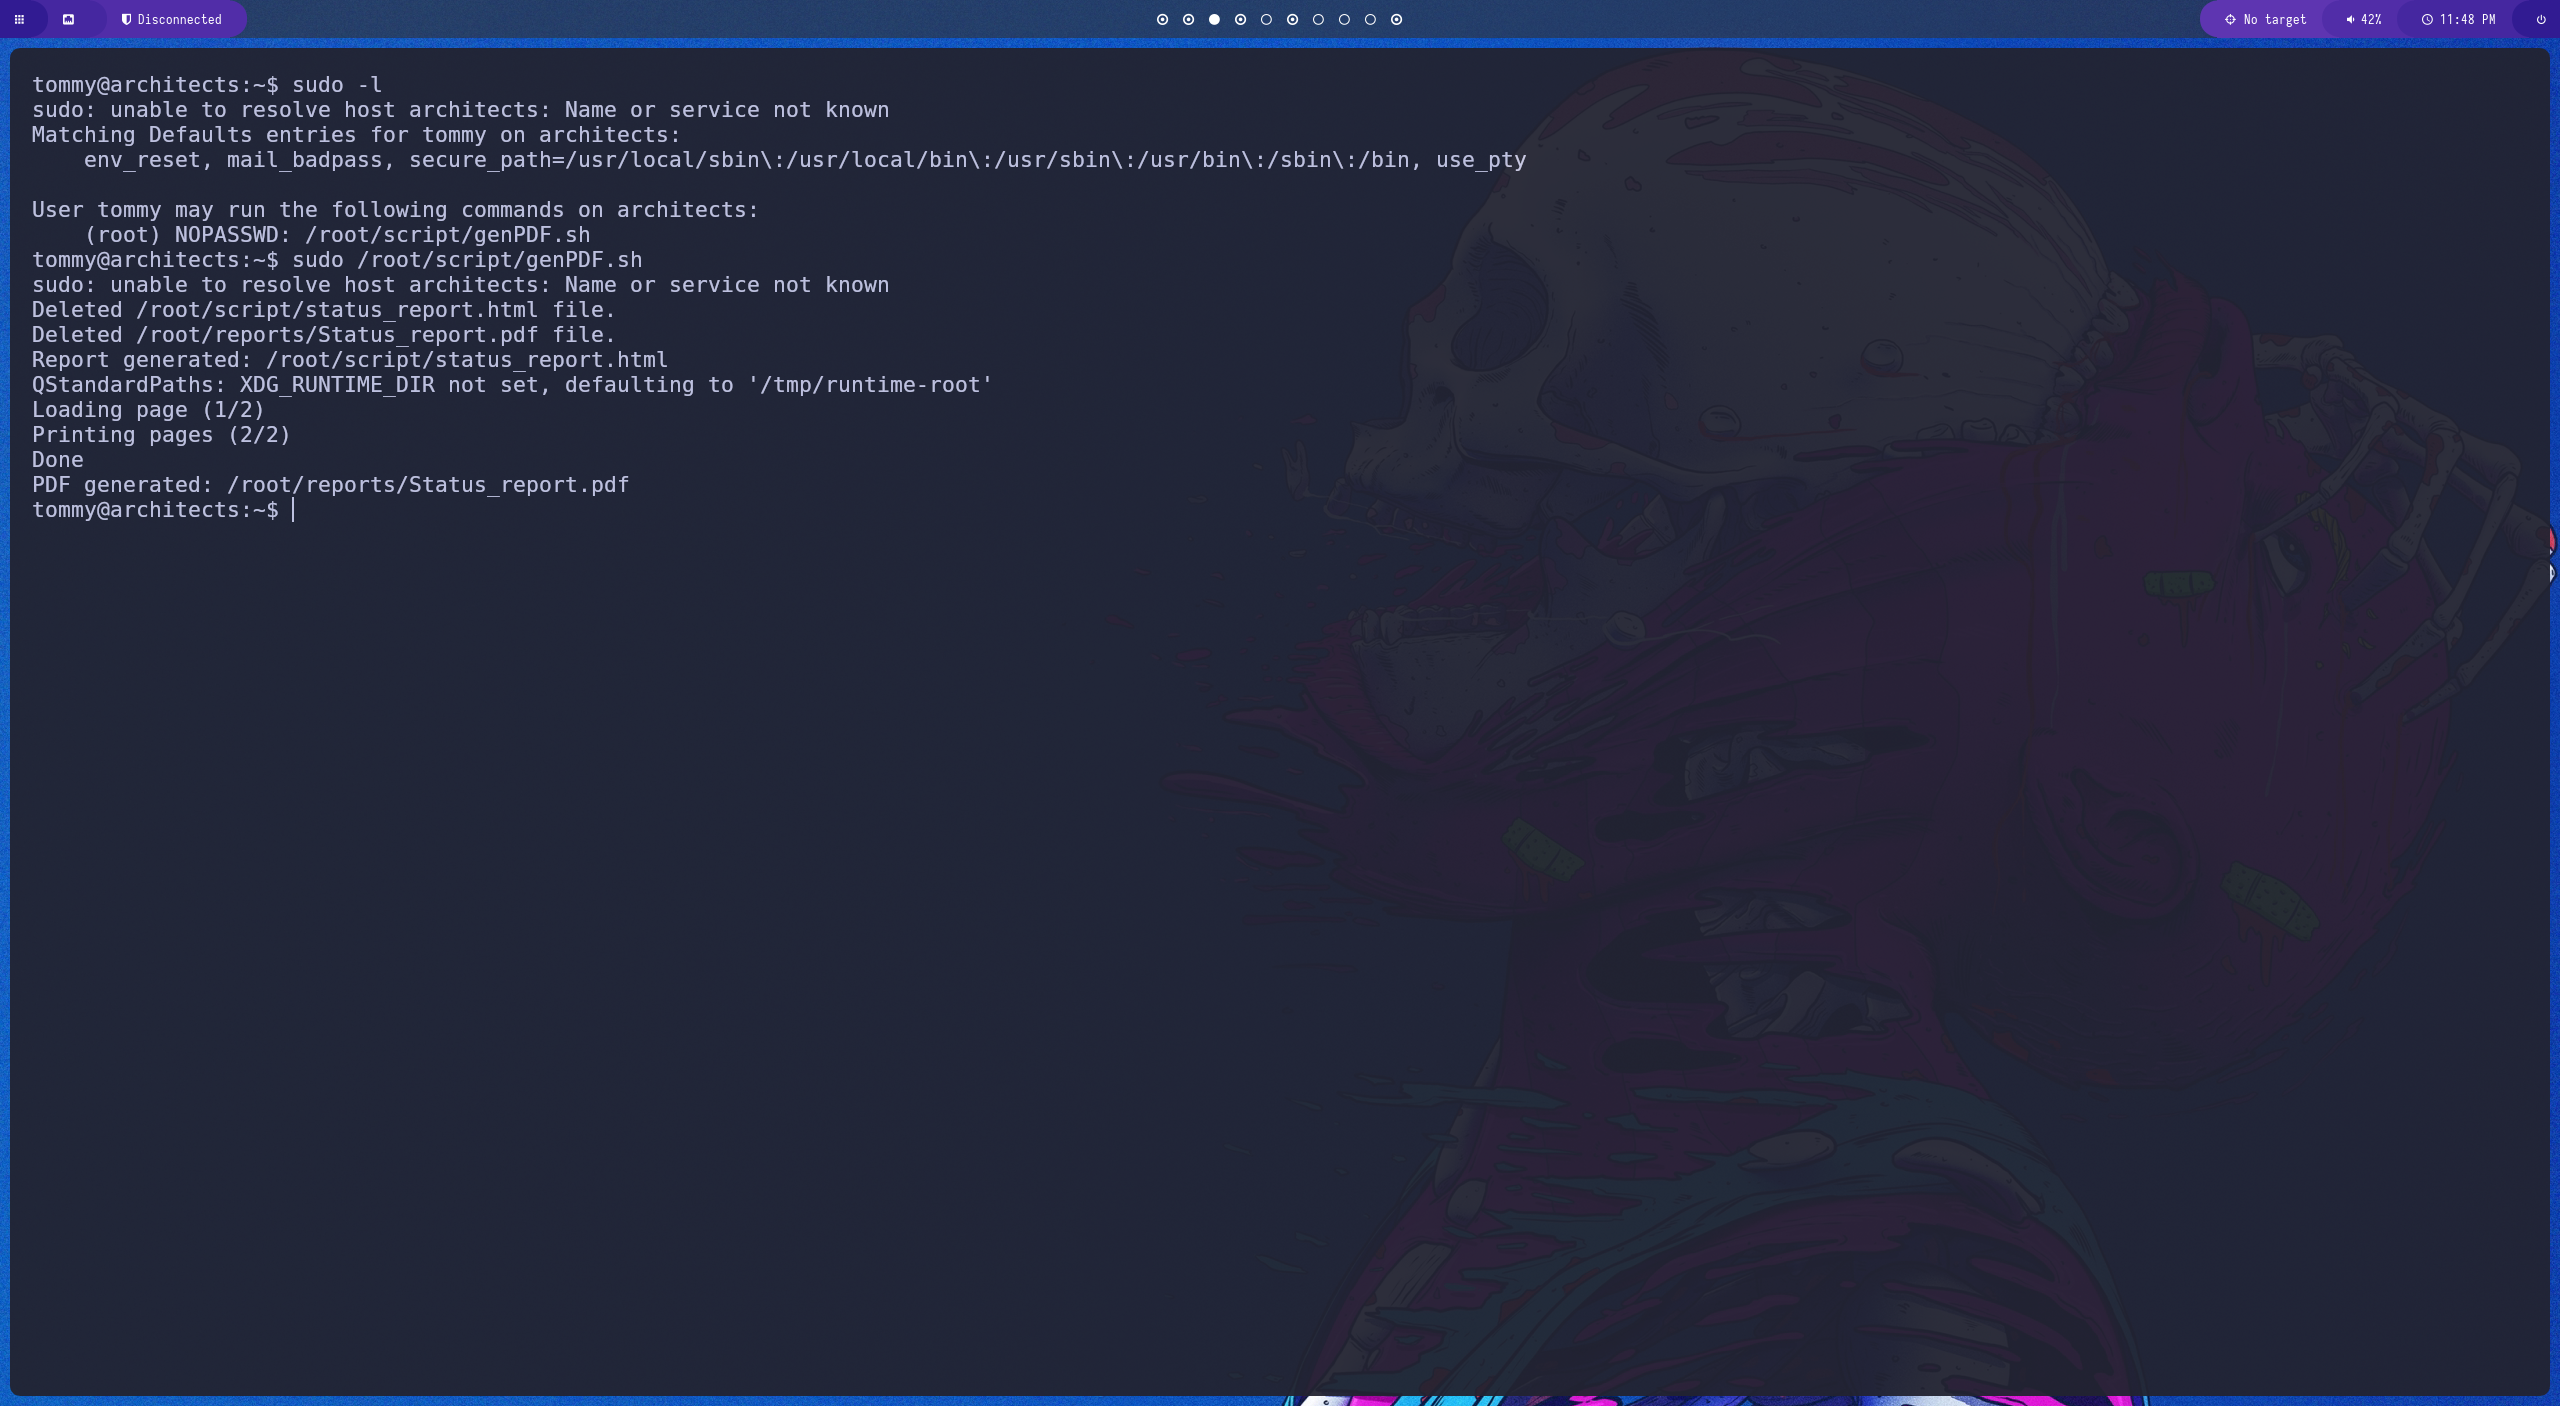 Disconnected
No target
42%
11:48 PM
tommy@architects:~$ sudo -l
sudo: unable to resolve host architects: Name or service not known
Matching Defaults entries for tommy on architects:
    env_reset, mail_badpass, secure_path=/usr/local/sbin\:/usr/local/bin\:/usr/sbin\:/usr/bin\:/sbin\:/bin, use_pty

User tommy may run the following commands on architects:
    (root) NOPASSWD: /root/script/genPDF.sh
tommy@architects:~$ sudo /root/script/genPDF.sh
sudo: unable to resolve host architects: Name or service not known
Deleted /root/script/status_report.html file.
Deleted /root/reports/Status_report.pdf file.
Report generated: /root/script/status_report.html
QStandardPaths: XDG_RUNTIME_DIR not set, defaulting to '/tmp/runtime-root'
Loading page (1/2)
Printing pages (2/2)
Done
PDF generated: /root/reports/Status_report.pdf
tommy@architects:~$